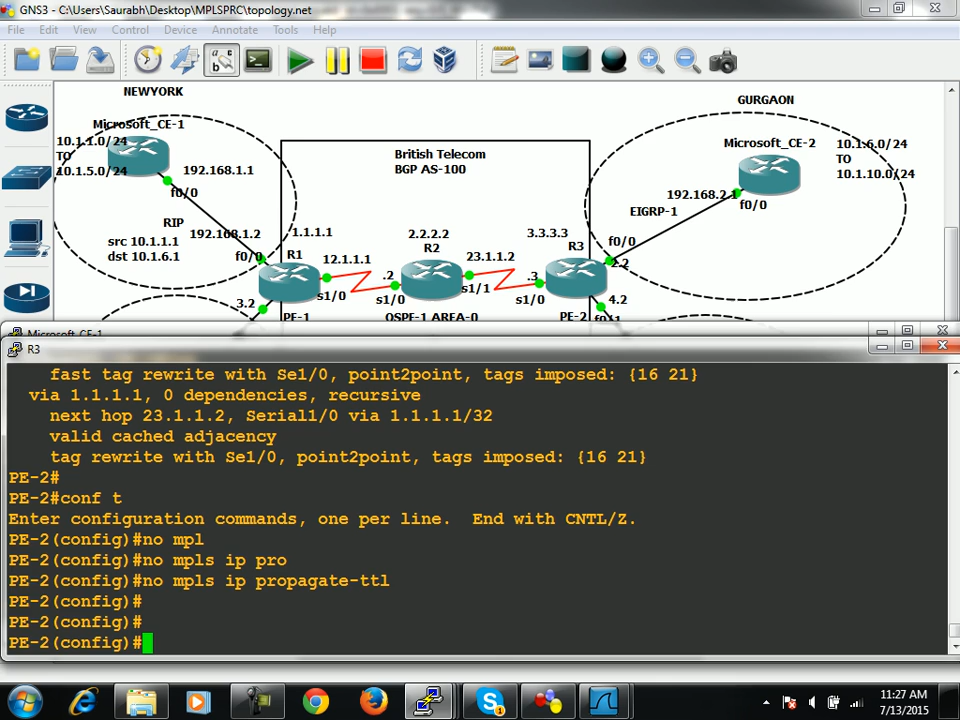 GNS3 - C:\Users\Saurabh\Desktop\MPLSPRC\topology.net
File Edit View Control Device Annotate Tools Help
NEWYORK
GURGAON
Microsoft_CE-1
10.1.1.0/24
TO
10.1.5.0/24
192.168.1.1
f0/0
RIP
src 10.1.1.1
dst 10.1.6.1
192.168.1.2
f0/0
3.2
British Telecom
BGP AS-100
1.1.1.1
R1
12.1.1.1
s1/0
PE-1
2.2.2.2
R2
.2
s1/0
s1/1
OSPF-1 AREA-0
23.1.1.2
3.3.3.3
R3
.3
s1/0
PE-2
f0/0
2.2
4.2
Microsoft_CE-2
10.1.6.0/24
TO
10.1.10.0/24
f0/0
EIGRP-1
Microsoft_CE-1
R3
fast tag rewrite with Se1/0, point2point, tags imposed: {16 21}
via 1.1.1.1, 0 dependencies, recursive
next hop 23.1.1.2, Serial1/0 via 1.1.1.1/32
valid cached adjacency
tag rewrite with Se1/0, point2point, tags imposed: {16 21}
PE-2#
PE-2#conf t
Enter configuration commands, one per line.  End with CNTL/Z.
PE-2(config)#no mpl
PE-2(config)#no mpls ip pro
PE-2(config)#no mpls ip propagate-ttl
PE-2(config)#
PE-2(config)#
PE-2(config)#
11:27 AM
7/13/2015